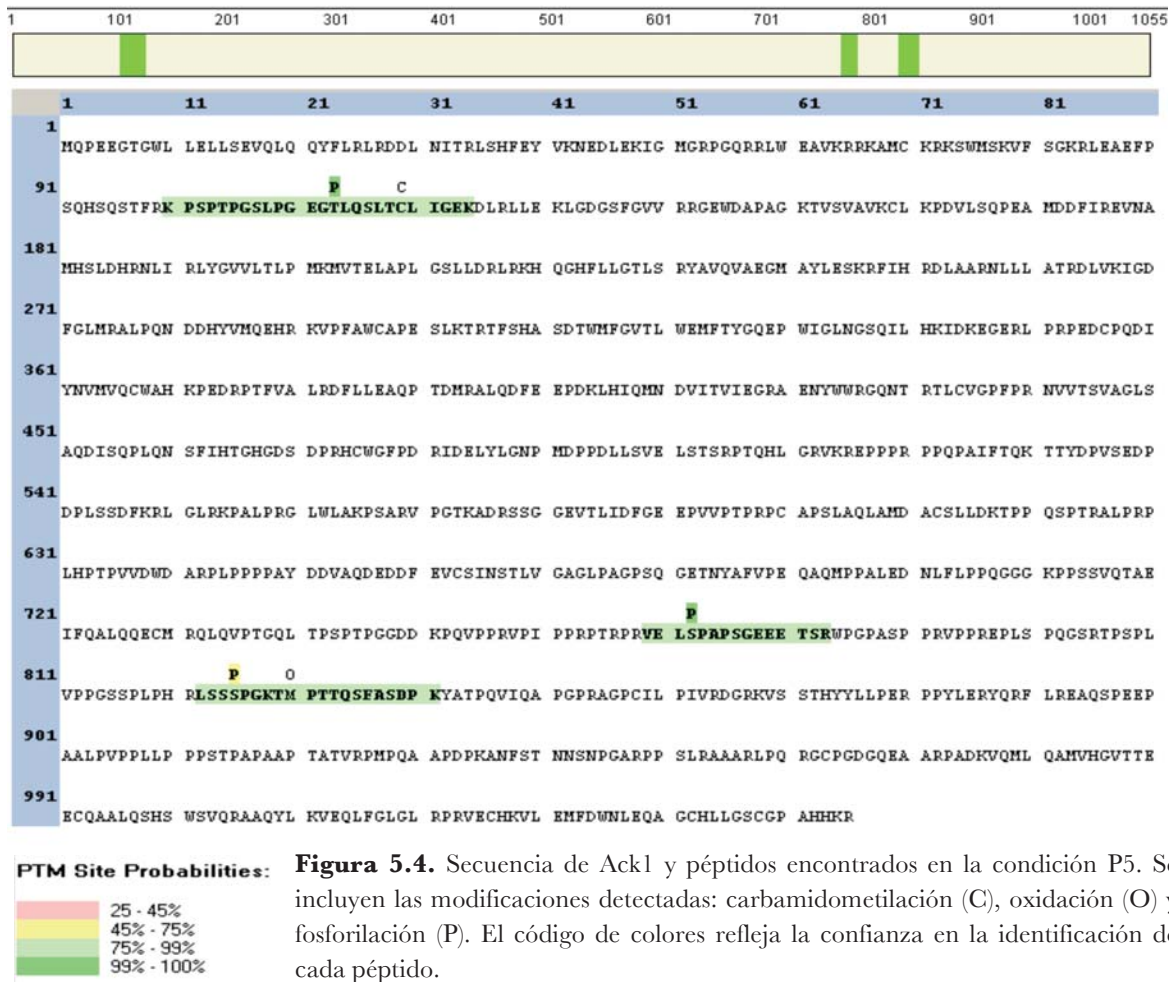 1 101 201 301 401 501 601 701 801 901 1001 1055
1 11 21 31 41 51 61 71 81
1
MQPEEGTGWL LELLSEVQLQ QYFLRLRDDL NITRLSHFEY VKNEDLEKIG MGRPGQRRLW EAVKRRKAMC KRKSWMSKVF SGKRLEAEFP
P C
91
SQHSQSTFRK PSPTPGSLPG EGTLQSLTCL IGEKDLRLLE KLGDGSFGVV RRGEWDAPAG KTVSVAVKCL KPDVLSQPEA MDDFIREVNA
181
MHSLDHRNLI RLYGVVLTLP MKMVTELAPL GSLLDRLRKH QGHFLLGTLS RYAVQVAEGM AYLESKRFIH RDLAARNLLL ATRDLVKIGD
271
FGLMRALPQN DDHYVMQEHR KVPFAWCAPE SLKTRTFSHA SDTWMFGVTL WEMFTYGQEP WIGLNGSQIL HKIDKEGERL PRPEDCPQDI
361
YNVMVQCWAH KPEDRPTFVA LRDFLLEAQP TDMRALQDFE EPDKLHIQMN DVITVIEGRA ENYWWRGQNT RTLCVGPFPR NVVTSVAGLS
451
AQDISQPLQN SFIHTGHGDS DPRHCWGFPD RIDELYLGNP MDPPDLLSVE LSTSRPTQHL GRVKREPPPR PPQPAIFTQK TTYDPVSEDP
541
DPLSSDFKRL GLRKPALPRG LWLAKPSARV PGTKADRSSG GEVTLIDFGE EPVVPTPRPC APSLAQLAMD ACSLLDKTPP QSPTRALPRP
631
LHPTPVVDWD ARPLPPPPAY DDVAQDEDDF EVCSINSTLV GAGLPAGPSQ GETNYAFVPE QAQMPPALED NLFLPPQGGG KPPSSVQTAE
P
721
IFQALQQECM RQLQVPTGQL TPSPTPGGDD KPQVPPRVPI PPRPTRPRVE LSPAPSGEEE TSRWPGPASP PRVPPREPLS PQGSRTPSPL
P O
811
VPPGSSPLPH RLSSSPGKTM PTTQSFASDP KYATPQVIQA PGPRAGPCIL PIVRDGRKVS STHYYLLPER PPYLERYQRF LREAQSPEEP
901
AALPVPPLLP PPSTPAPAAP TATVRPMPQA APDPKANFST NNSNPGARPP SLRAAARLPQ RGCPGDGQEA ARPADKVQML QAMVHGVTTE
991
ECQAALQSHS WSVQRAAQYL KVEQLFGLGL RPRVECHKVL EMFDWNLEQA GCHLLGSCGP AHHKR
PTM Site Probabilities:
25 - 45%
45% - 75%
75% - 99%
99% - 100%
Figura 5.4. Secuencia de Ack1 y péptidos encontrados en la condición P5. Se
incluyen las modificaciones detectadas: carbamidometilación (C), oxidación (O) y
fosforilación (P). El código de colores refleja la confianza en la identificación de
cada péptido.